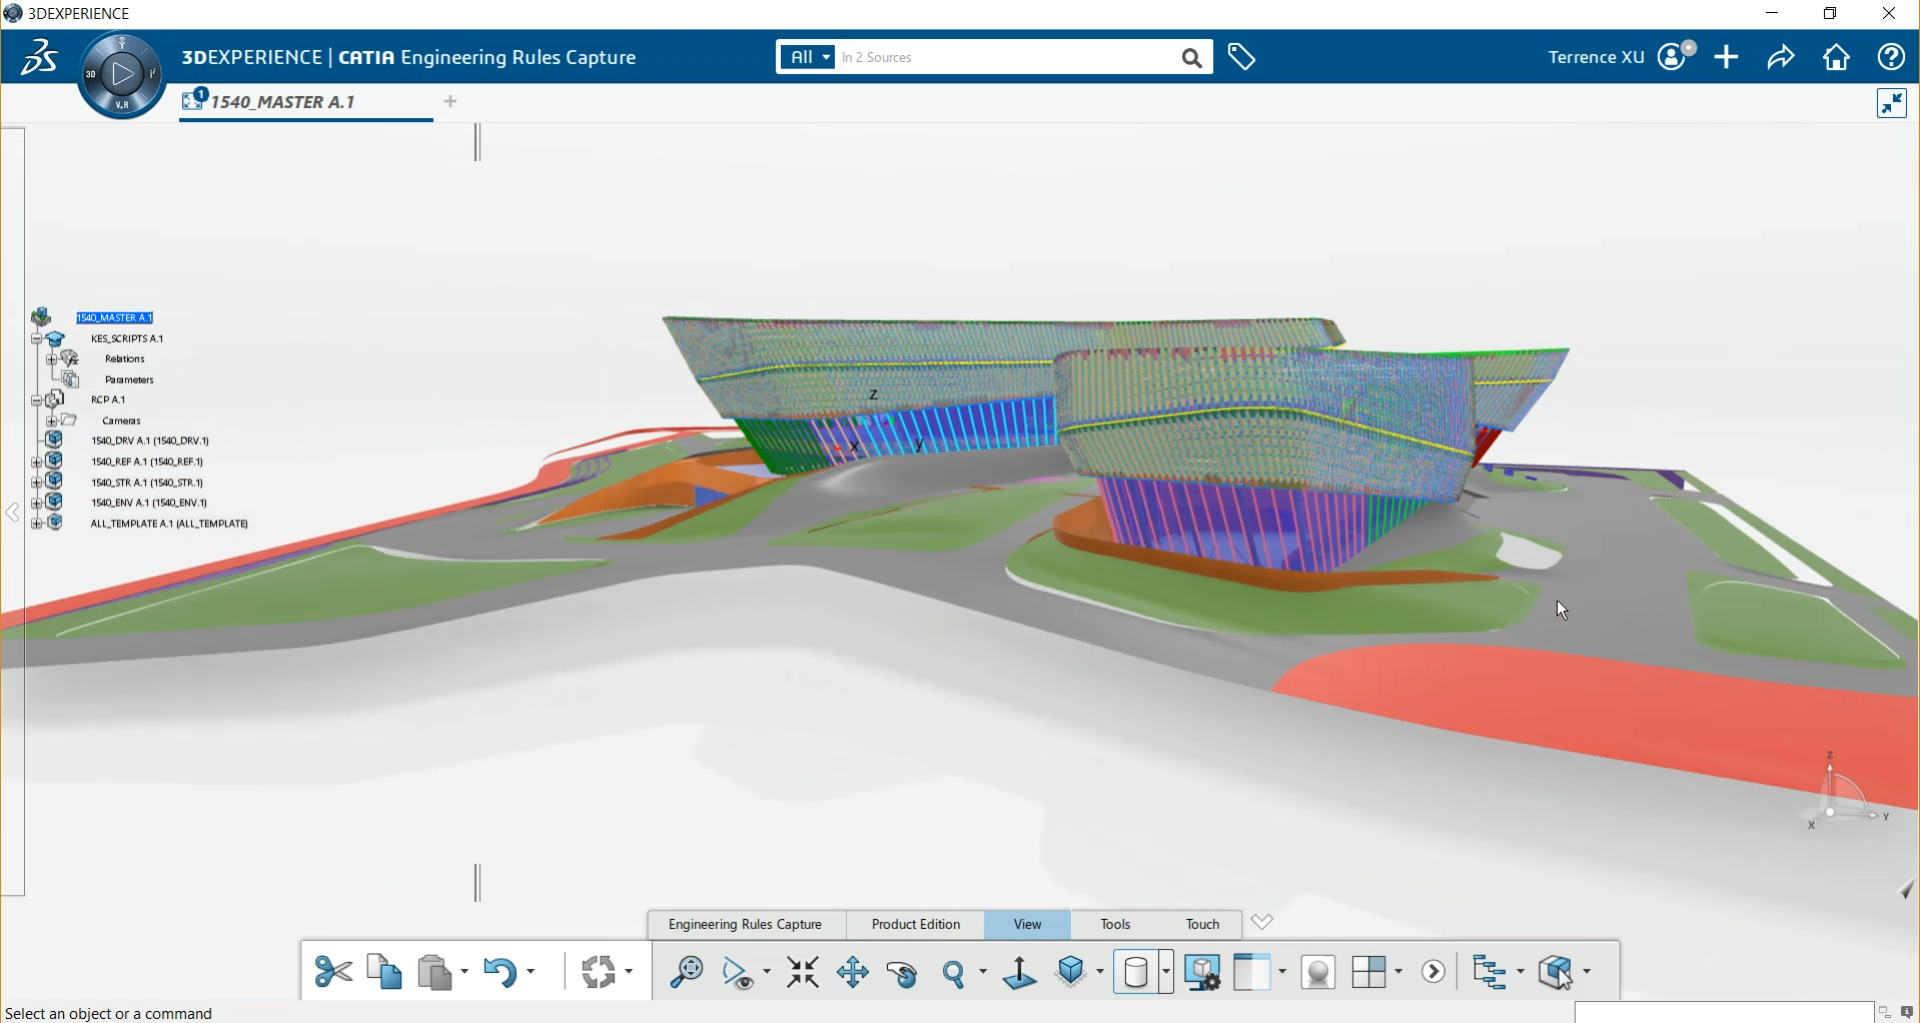 3DEXPERIENCE
3DEXPERIENCE | CATIA Engineering Rules Capture
All
In 2 Sources
Terrence XU
3D
V.R
1
1540_MASTER A.1
1540_MASTER A.1
KES_SCRIPTS A.1
Relations
Parameters
RCP A.1
Cameras
1540_DRV A.1 (1540_DRV.1)
1540_REF A.1 (1540_REF.1)
1540_STR A.1 (1540_STR.1)
1540_ENV A.1 (1540_ENV.1)
ALL_TEMPLATE A.1 (ALL_TEMPLATE)
z
x
y
Z
Y
X
Engineering Rules Capture
Product Edition
View
Tools
Touch
Select an object or a command